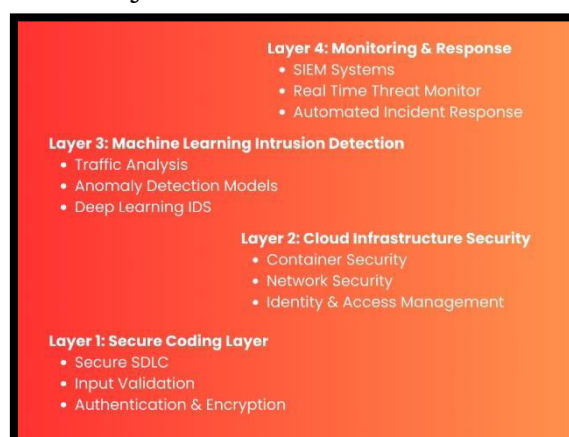 Layer 4: Monitoring & Response
• SIEM Systems
• Real Time Threat Monitor
• Automated Incident Response
Layer 3: Machine Learning Intrusion Detection
• Traffic Analysis
• Anomaly Detection Models
• Deep Learning IDS
Layer 2: Cloud Infrastructure Security
• Container Security
• Network Security
• Identity & Access Management
Layer 1: Secure Coding Layer
• Secure SDLC
• Input Validation
• Authentication & Encryption